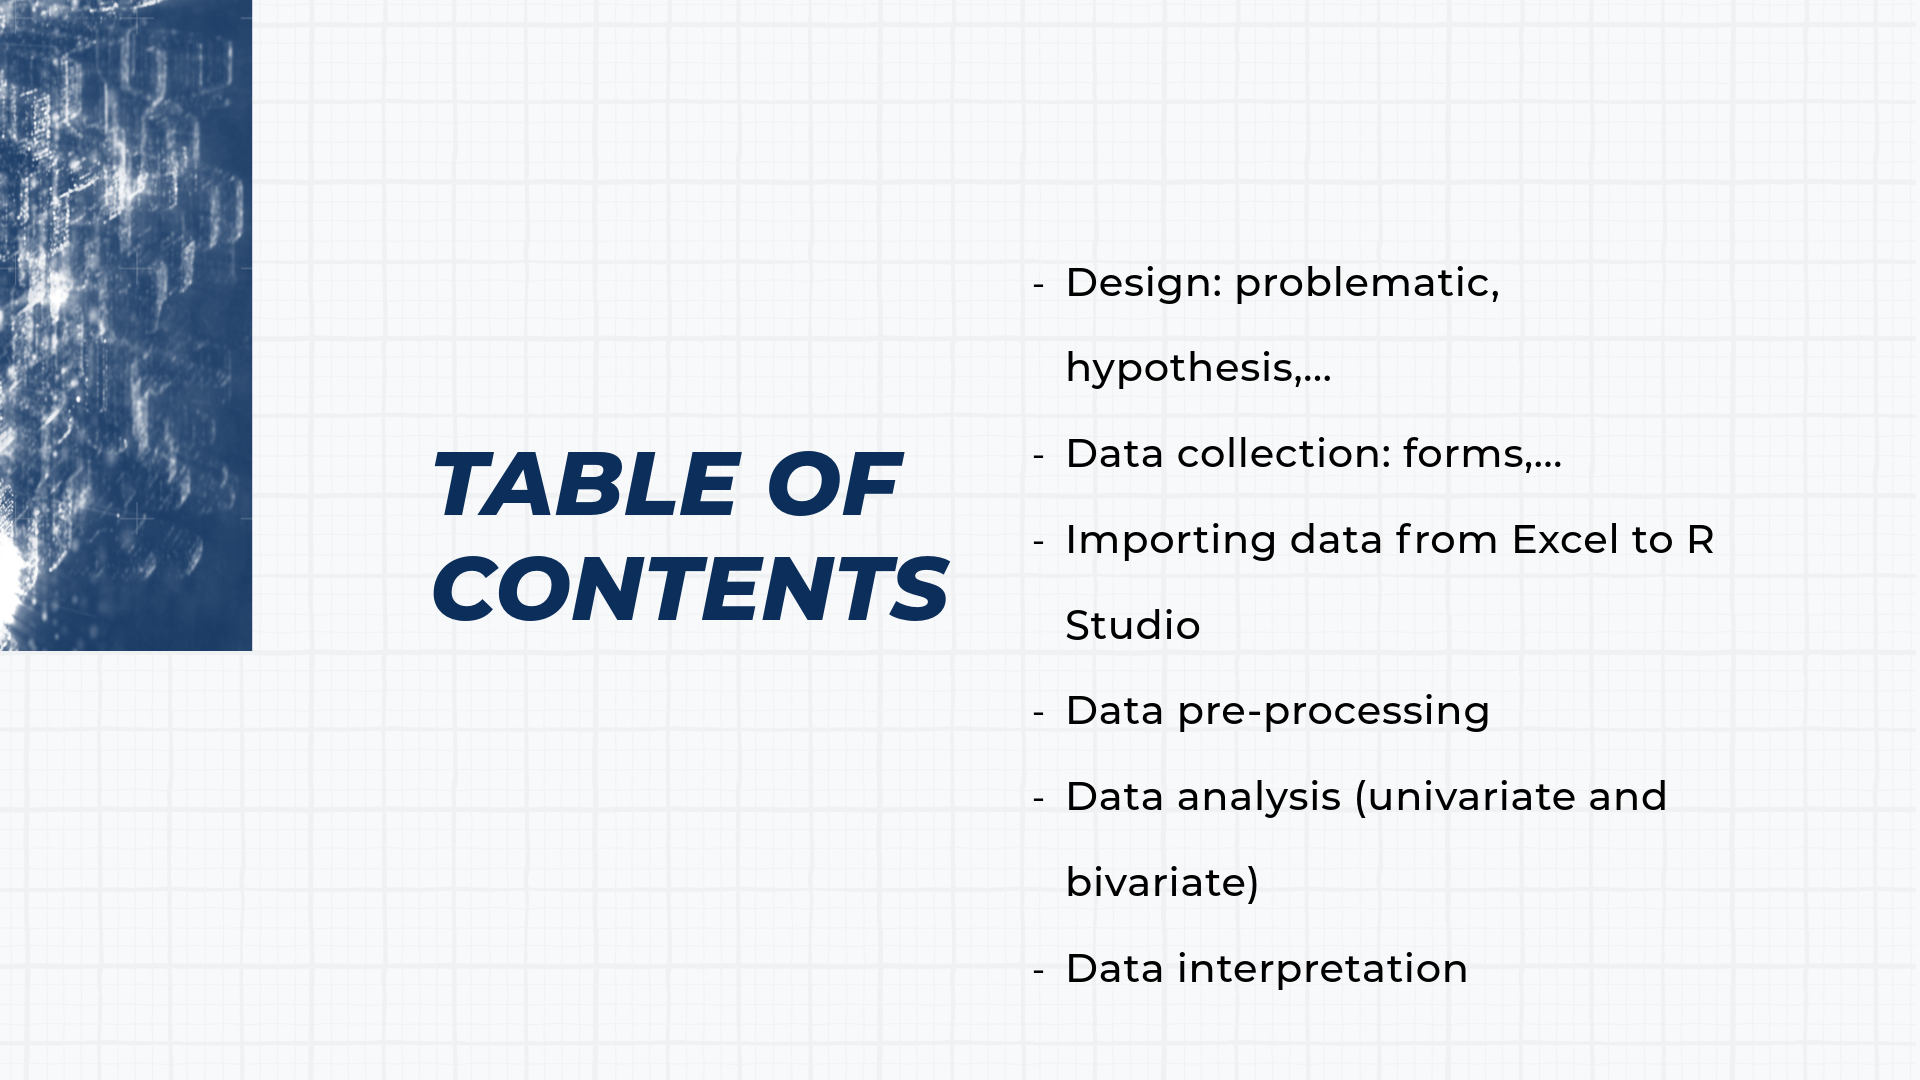 TABLE OF
CONTENTS
- Design: problematic,
hypothesis,...
- Data collection: forms,...
- Importing data from Excel to R
Studio
- Data pre-processing
- Data analysis (univariate and
bivariate)
- Data interpretation